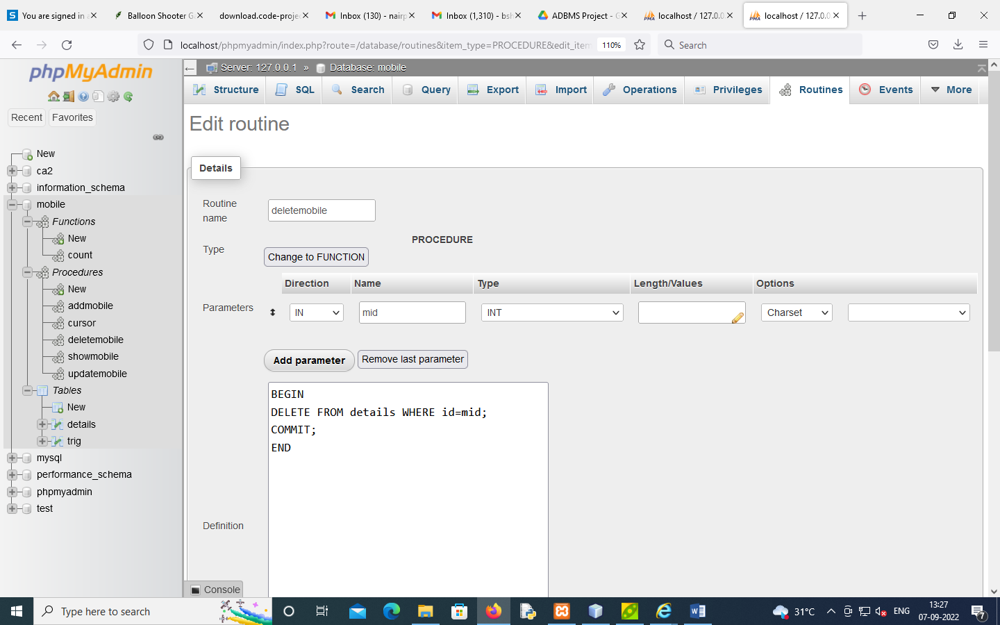 You are signed in a
Balloon Shooter Ga
download.code-projec
Inbox (130) - nairp
Inbox (1,310) - bsh
ADBMS Project - G
localhost / 127.0.0
localhost / 127.0.0
localhost/phpmyadmin/index.php?route=/database/routines&item_type=PROCEDURE&edit_item
110%
Search
phpMyAdmin
Recent
Favorites
New
ca2
information_schema
mobile
Functions
New
count
Procedures
New
addmobile
cursor
deletemobile
showmobile
updatemobile
Tables
New
details
trig
mysql
performance_schema
phpmyadmin
test
Server: 127.0.0.1 » Database: mobile
Structure
SQL
Search
Query
Export
Import
Operations
Privileges
Routines
Events
More
Edit routine
Details
Routine
name
deletemobile
Type
PROCEDURE
Change to FUNCTION
Direction
Name
Type
Length/Values
Options
Parameters
IN
mid
INT
Charset
Add parameter
Remove last parameter
Definition
BEGIN
DELETE FROM details WHERE id=mid;
COMMIT;
END
Console
Type here to search
31°C
ENG
13:27
07-09-2022
7